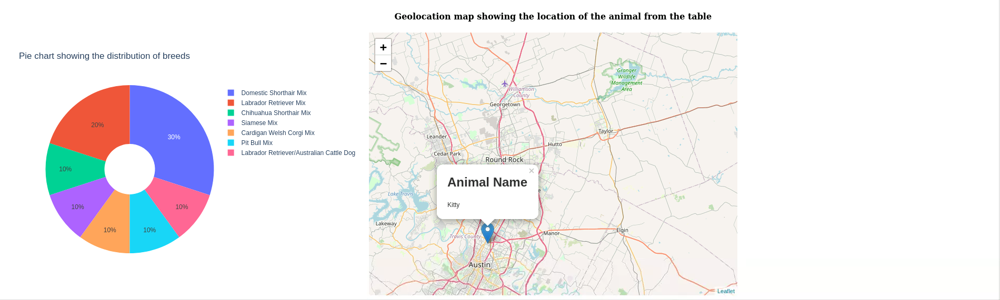 Geolocation map showing the location of the animal from the table
Pie chart showing the distribution of breeds
30%
20%
10%
10%
10%
10%
10%
Domestic Shorthair Mix
Labrador Retriever Mix
Chihuahua Shorthair Mix
Siamese Mix
Cardigan Welsh Corgi Mix
Pit Bull Mix
Labrador Retriever/Australian Cattle Dog
+
−
Granger
Wildlife
Management
Area
Williamson
County
Georgetown
Taylor
Leander
Hutto
Cedar Park
Round Rock
×
Animal Name
Kitty
Lake Travis
Lakeway
Travis County
Manor
Elgin
Austin
Leaflet